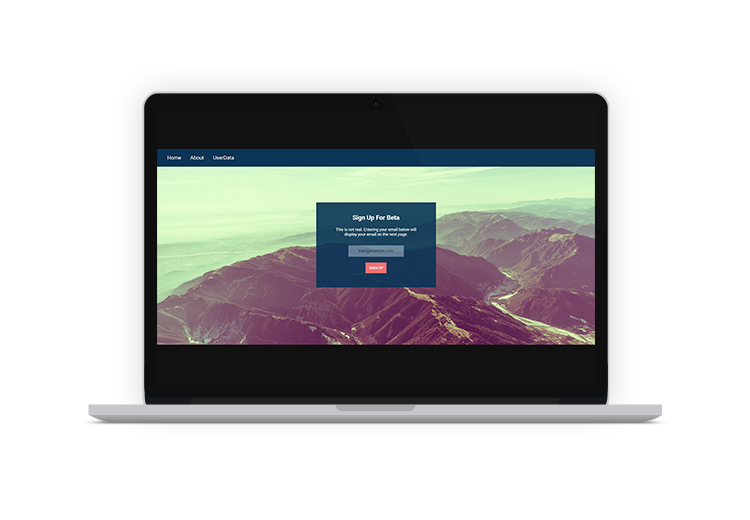 Home About UserData
Sign Up For Beta
This is not real. Entering your email below will
display your email on the next page.
mail@example.com
SIGN UP